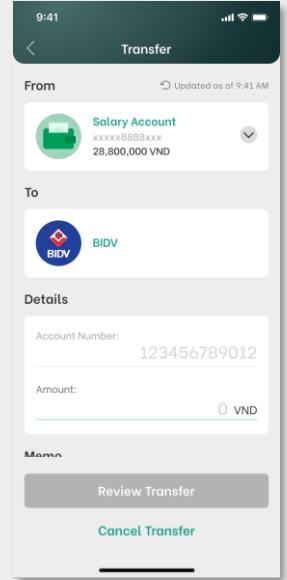 9:41
Transfer
From
Updated as of 9:41 AM
Salary Account
xxxxx8888xxx
28,800,000 VND
To
BIDV
BIDV
Details
Account Number:
123456789012
Amount:
0 VND
Memo
Review Transfer
Cancel Transfer